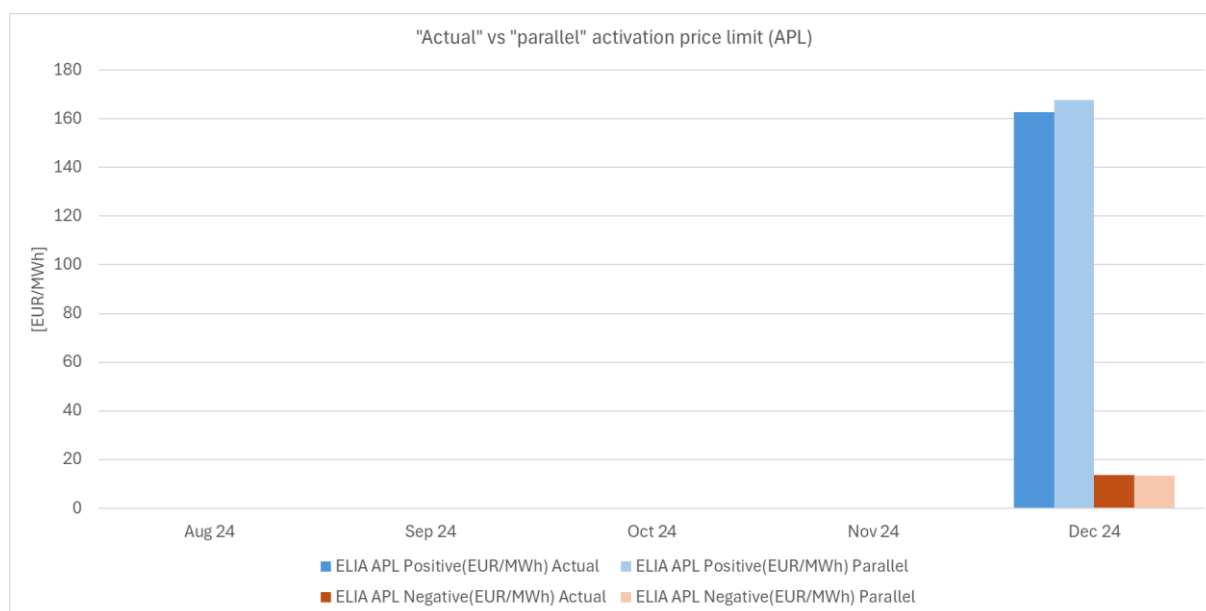 "Actual" vs "parallel" activation price limit (APL)
180
160
140
120
100
80
60
40
20
0
[EUR/MWh]
Aug 24
Sep 24
Oct 24
Nov 24
Dec 24
ELIA APL Positive(EUR/MWh) Actual
ELIA APL Positive(EUR/MWh) Parallel
ELIA APL Negative(EUR/MWh) Actual
ELIA APL Negative(EUR/MWh) Parallel